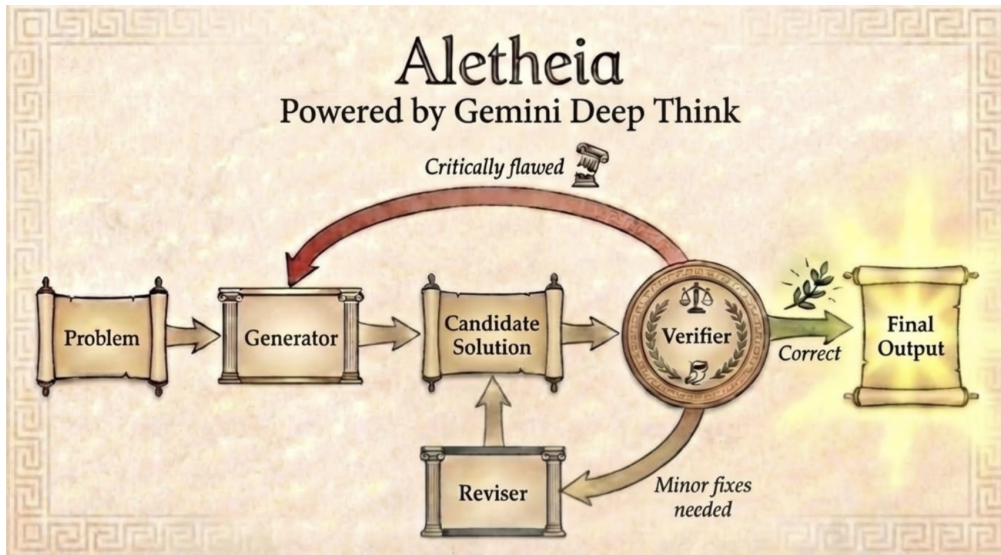 Aletheia
Powered by Gemini Deep Think
Critically flawed
Problem
Generator
Candidate
Solution
Verifier
Correct
Final
Output
Reviser
Minor fixes
needed